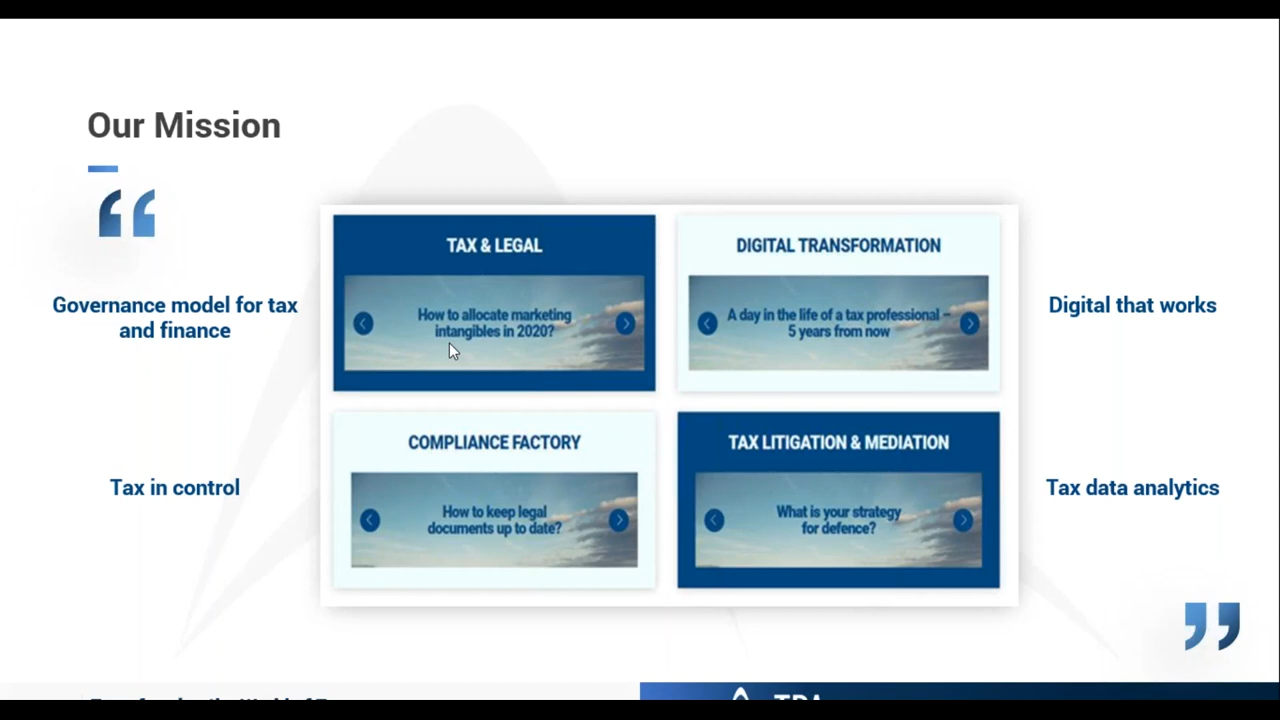 Our Mission
Governance model for tax
and finance
Tax in control
TAX & LEGAL
How to allocate marketing
intangibles in 2020?
DIGITAL TRANSFORMATION
A day in the life of a tax professional –
5 years from now
COMPLIANCE FACTORY
How to keep legal
documents up to date?
TAX LITIGATION & MEDIATION
What is your strategy
for defence?
Digital that works
Tax data analytics